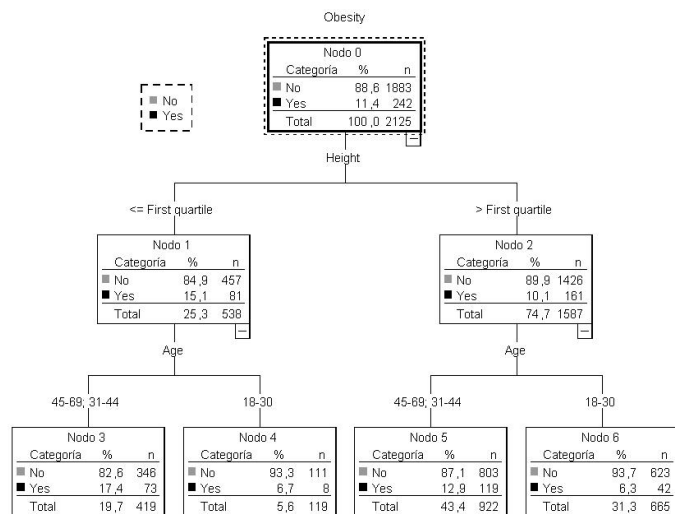 Obesity
Nodo 0
Categoría % n
No 88,6 1883
Yes 11,4 242
Total 100,0 2125
No
Yes
Height
<= First quartile
> First quartile
Nodo 1
Categoría % n
No 84,9 457
Yes 15,1 81
Total 25,3 538
Nodo 2
Categoría % n
No 89,9 1426
Yes 10,1 161
Total 74,7 1587
Age
Age
45-69; 31-44
18-30
45-69; 31-44
18-30
Nodo 3
Categoría % n
No 82,6 346
Yes 17,4 73
Total 19,7 419
Nodo 4
Categoría % n
No 93,3 111
Yes 6,7 8
Total 5,6 119
Nodo 5
Categoría % n
No 87,1 803
Yes 12,9 119
Total 43,4 922
Nodo 6
Categoría % n
No 93,7 623
Yes 6,3 42
Total 31,3 665